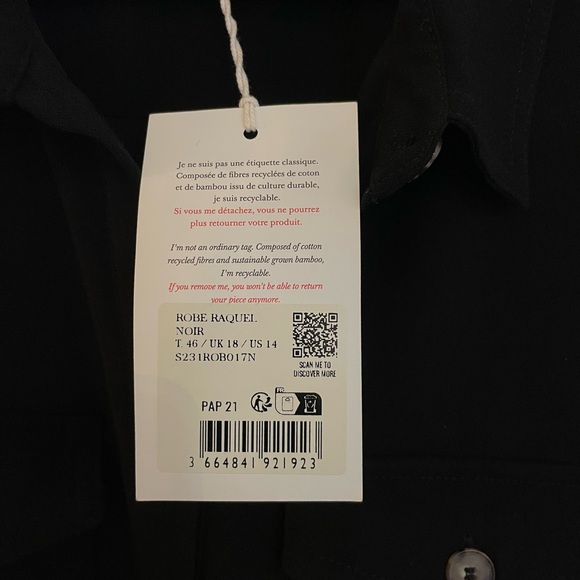 Je ne suis pas une étiquette classique.
Composée de fibres recyclées de coton
et de bambou issu de culture durable,
je suis recyclable.
Si vous me détachez, vous ne pourrez
plus retourner votre produit.
I'm not an ordinary tag. Composed of cotton
recycled fibres and sustainable grown bamboo,
I'm recyclable.
If you remove me, you won't be able to return
your piece anymore.
ROBE RAQUEL
NOIR
T. 46 / UK 18 / US 14
S231ROB017N
SCAN ME TO
DISCOVER MORE
FR
PAP 21
3 664841 921923